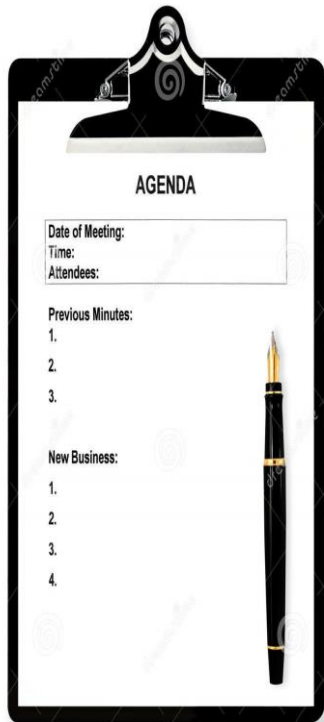 AGENDA
Date of Meeting:
Time:
Attendees:
Previous Minutes:
1.
2.
3.
New Business:
1.
2.
3.
4.